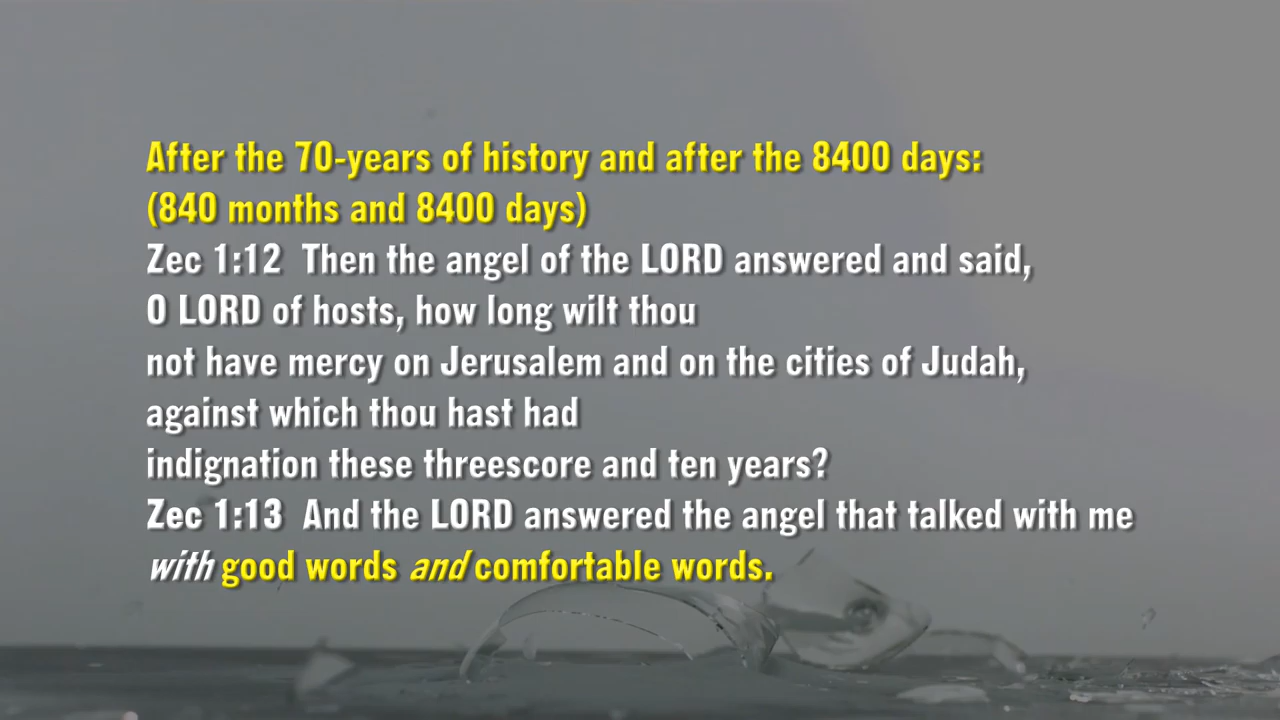 After the 70-years of history and after the 8400 days:
(840 months and 8400 days)
Zec 1:12  Then the angel of the LORD answered and said,
O LORD of hosts, how long wilt thou
not have mercy on Jerusalem and on the cities of Judah,
against which thou hast had
indignation these threescore and ten years?
Zec 1:13  And the LORD answered the angel that talked with me
with good words and comfortable words.